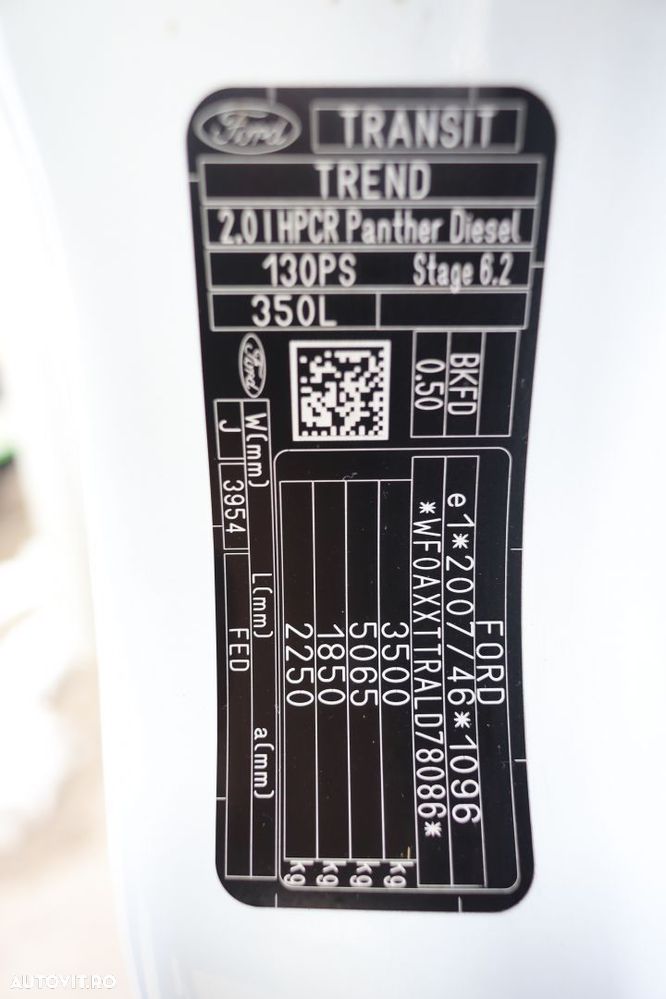 Ford TRANSIT
TREND
2.0l HPCR Panther Diesel
130PS Stage 6.2
350L
Ford
BKFD
0.50
FORD
e1*2007/46*1096
*WF0AXXTTRALD78086*
3500 kg
5065 kg
1850 kg
2250 kg
W(mm) L(mm) a(mm)
J 3954 FED
AUTOVIT.RO